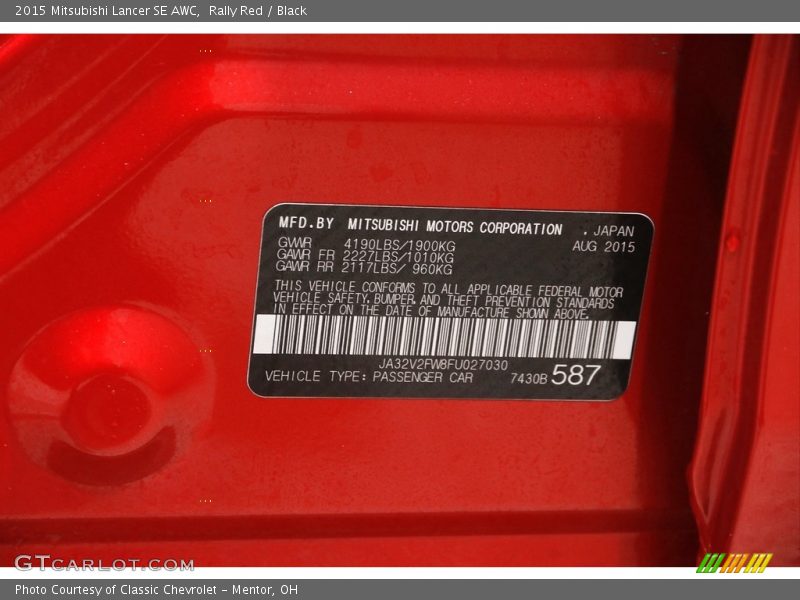 2015 Mitsubishi Lancer SE AWC,  Rally Red / Black
MFD.BY MITSUBISHI MOTORS CORPORATION , JAPAN
GVWR 4190LBS/1900KG AUG 2015
GAWR FR 2227LBS/1010KG
GAWR RR 2117LBS/ 960KG
THIS VEHICLE CONFORMS TO ALL APPLICABLE FEDERAL MOTOR
VEHICLE SAFETY, BUMPER, AND THEFT PREVENTION STANDARDS
IN EFFECT ON THE DATE OF MANUFACTURE SHOWN ABOVE.
JA32V2FW8FU027030
VEHICLE TYPE: PASSENGER CAR 7430B 587
GTCARLOT.COM
Photo Courtesy of Classic Chevrolet – Mentor, OH